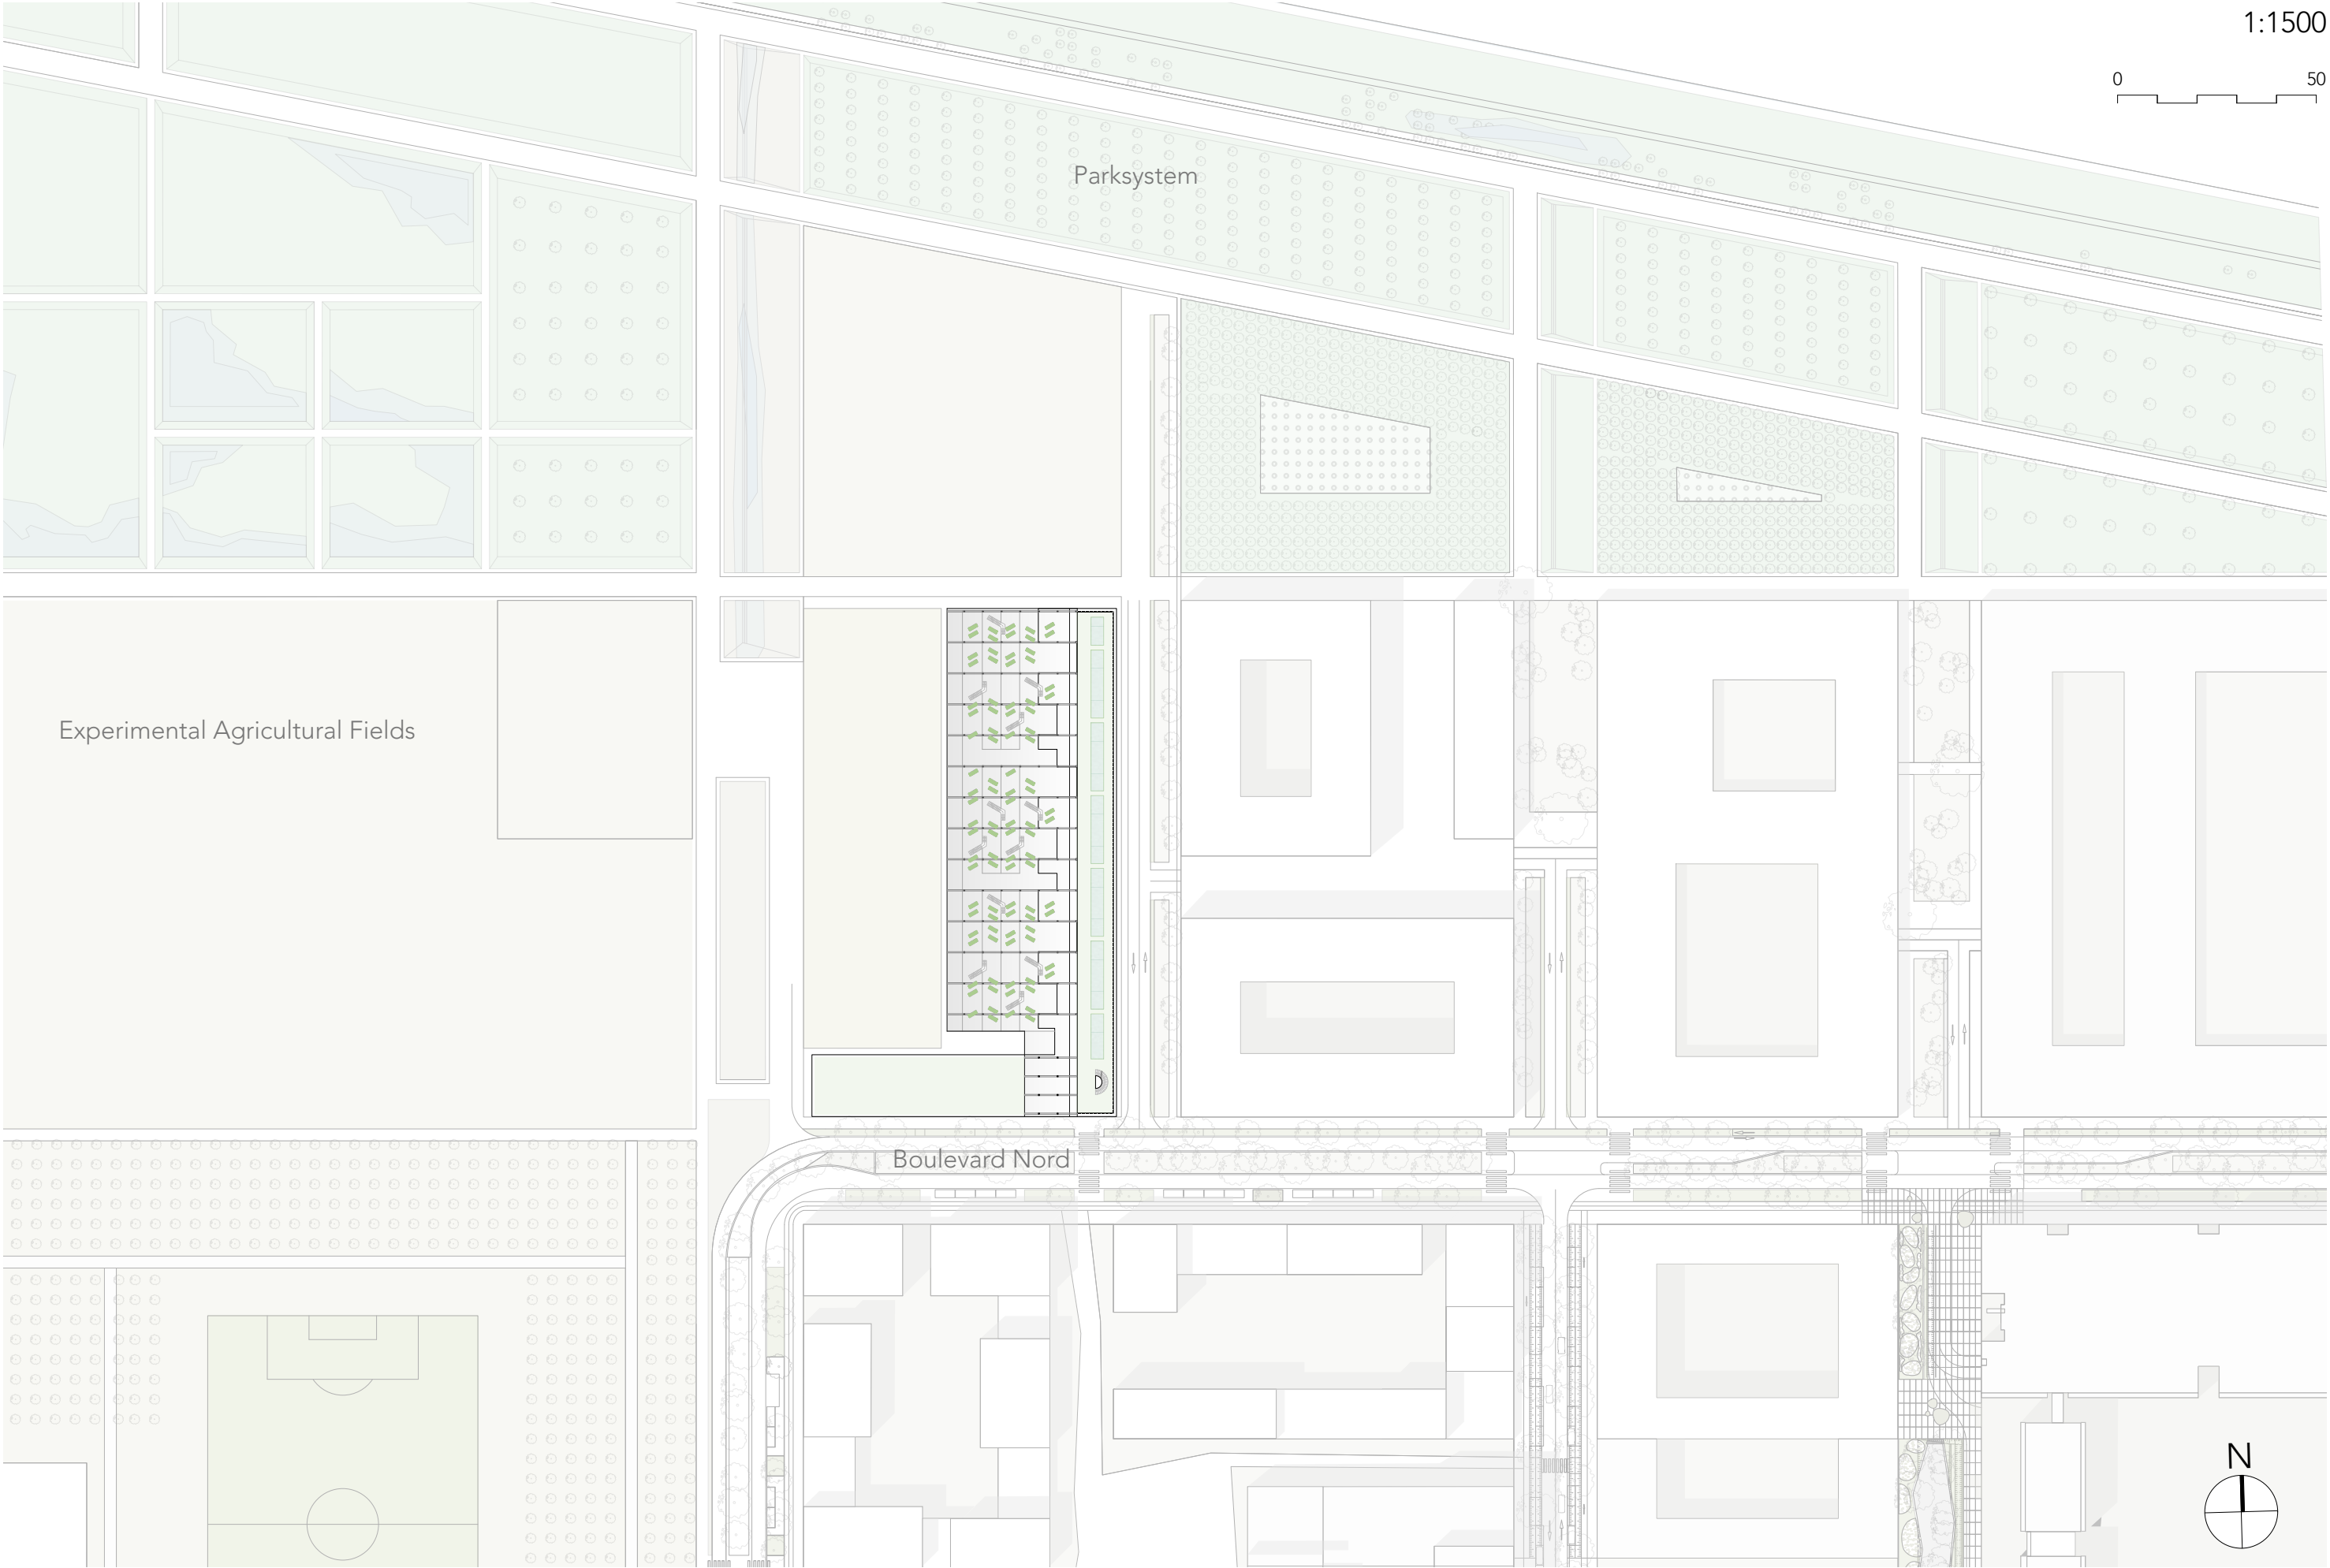 1:1500
0 50
Parksystem
Experimental Agricultural Fields
Boulevard Nord
N